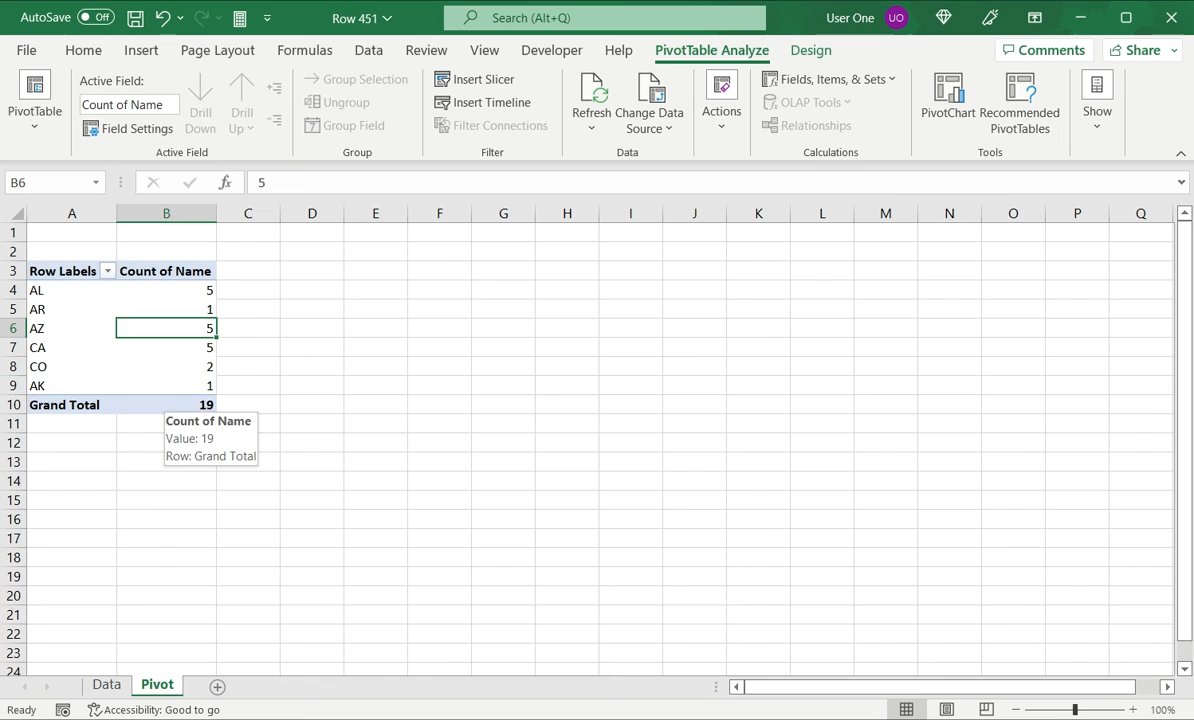 AutoSave Off Row 451 Search (Alt+Q) User One UO
File Home Insert Page Layout Formulas Data Review View Developer Help PivotTable Analyze Design Comments Share
PivotTable
Active Field:
Count of Name
Field Settings
Drill
Down
Drill
Up
Active Field
Group Selection
Ungroup
7 Group Field
Group
Insert Slicer
Insert Timeline
Filter Connections
Filter
Refresh
Change Data
Source
Data
Actions
Fields, Items, & Sets
OLAP Tools
Relationships
Calculations
PivotChart
Recommended
PivotTables
Tools
Show
B6 fx 5
A B C D E F G H I J K L M N O P Q
1
2
3 Row Labels Count of Name
4 AL 5
5 AR 1
6 AZ 5
7 CA 5
8 CO 2
9 AK 1
10 Grand Total 19
11
12
13
14
15
16
17
18
19
20
21
22
23
24
Count of Name
Value: 19
Row: Grand Total
Data Pivot
Ready Accessibility: Good to go 100%